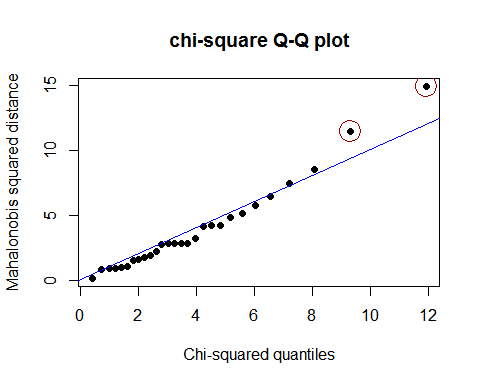 chi-square Q-Q plot
Mahalonobis squared distance
15
10
5
0
0 2 4 6 8 10 12
Chi-squared quantiles